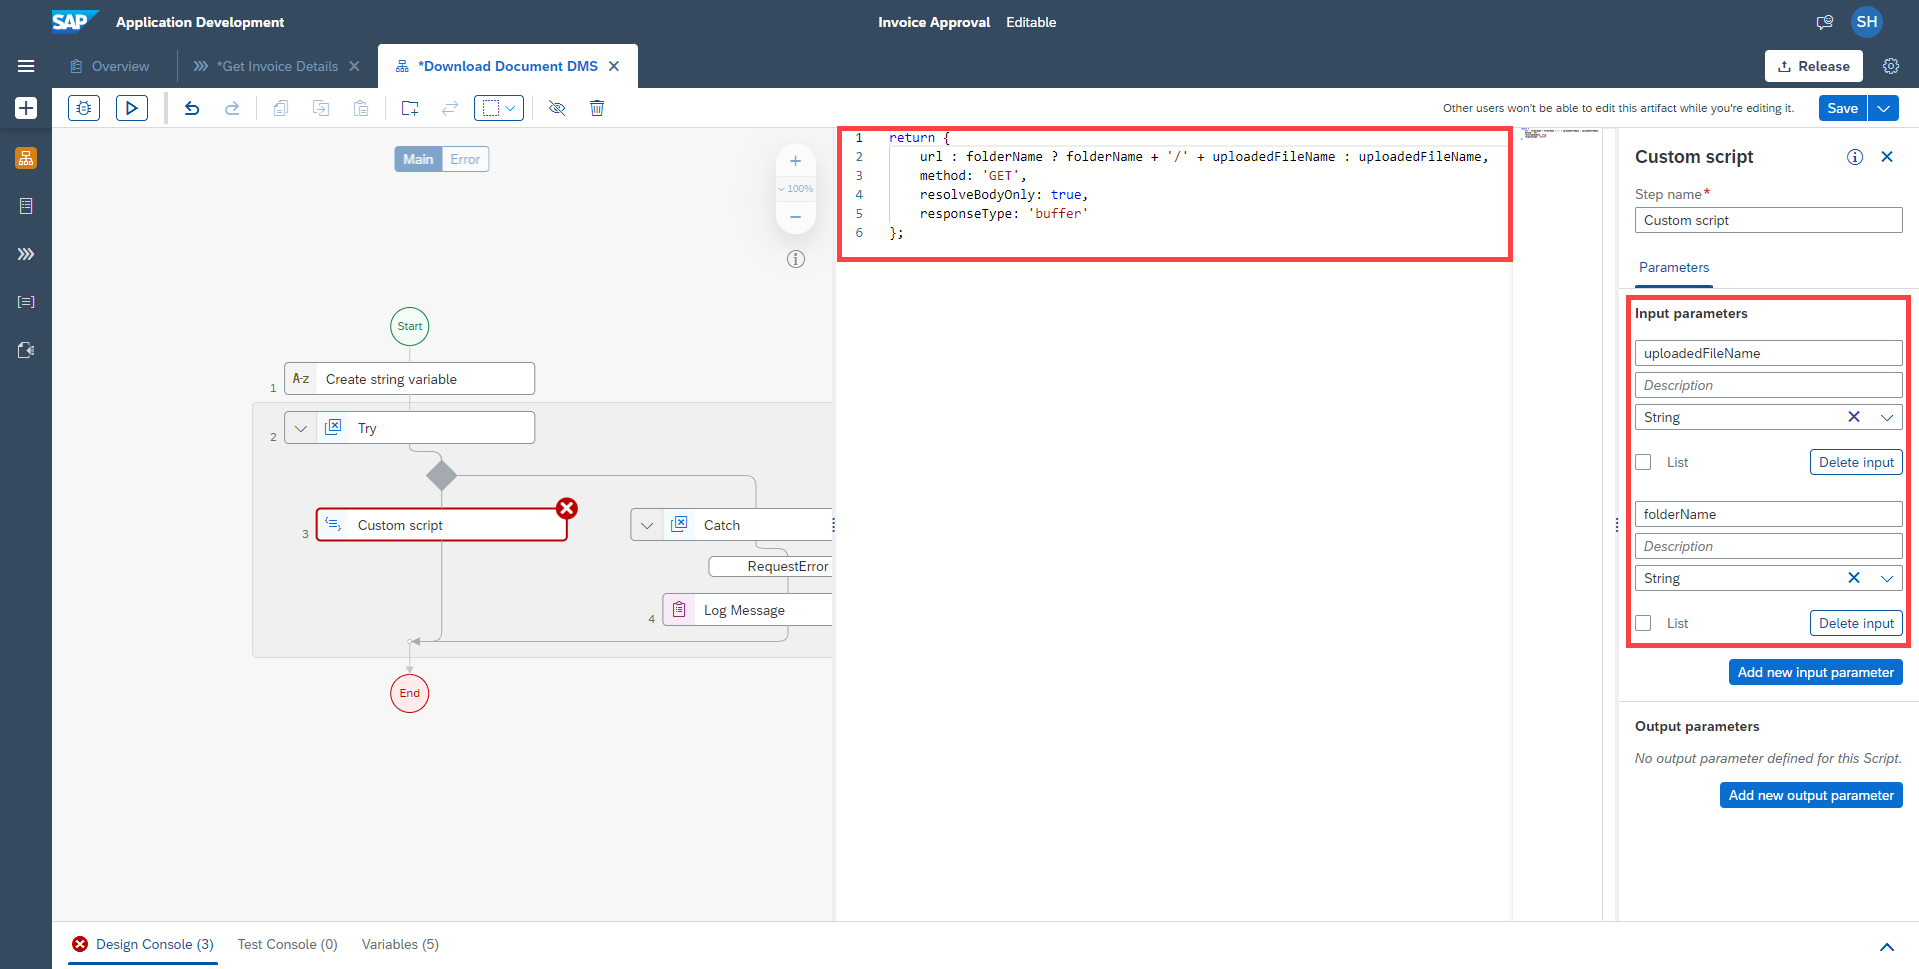 SAP Application Development
Invoice Approval Editable
SH
Overview
*Get Invoice Details
*Download Document DMS
Release
Other users won't be able to edit this artifact while you're editing it.
Save
Main Error
100%
Start
1 A-z Create string variable
2 Try
3 Custom script
Catch
RequestError
4 Log Message
End
1 return {
2 url : folderName ? folderName + '/' + uploadedFileName : uploadedFileName,
3 method: 'GET',
4 resolveBodyOnly: true,
5 responseType: 'buffer'
6 };
Custom script
Step name*
Custom script
Parameters
Input parameters
uploadedFileName
Description
String
List Delete input
folderName
Description
String
List Delete input
Add new input parameter
Output parameters
No output parameter defined for this Script.
Add new output parameter
Design Console (3) Test Console (0) Variables (5)